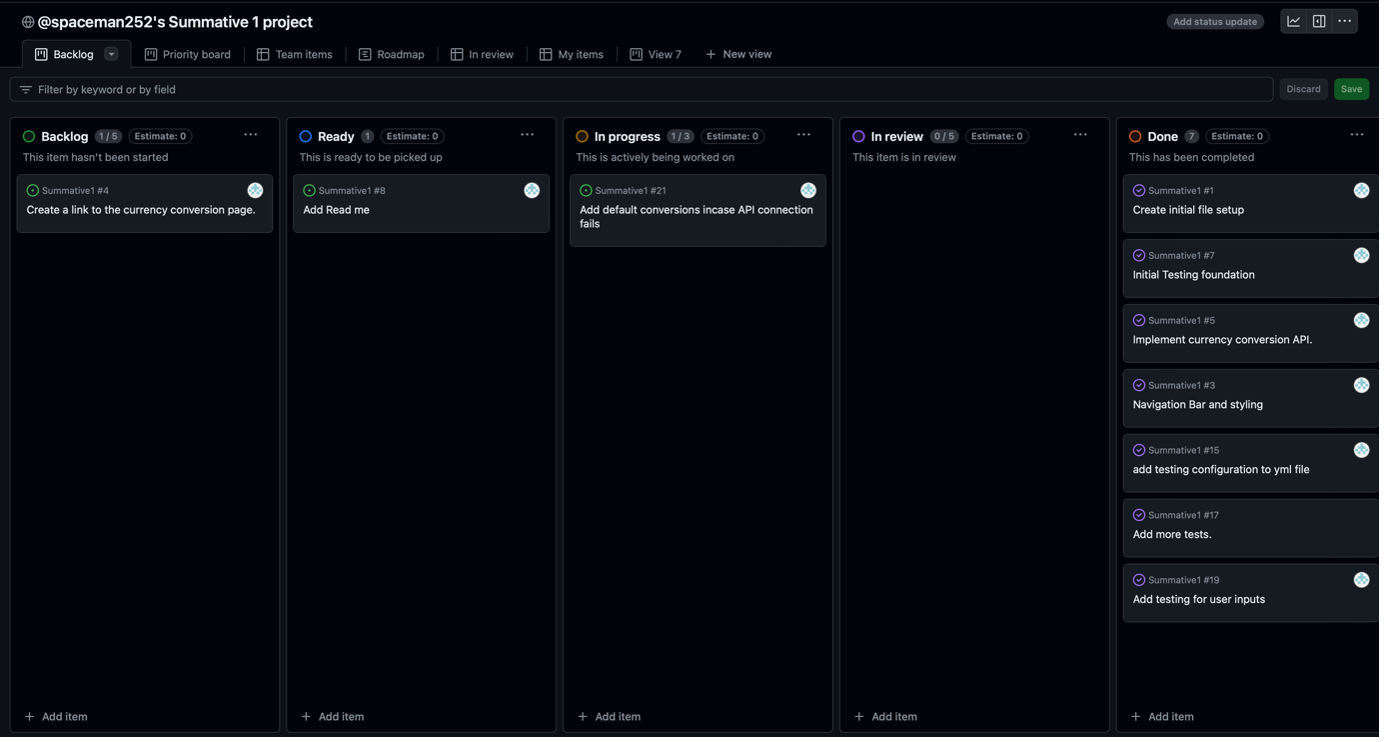 @spaceman252's Summative 1 project
Add status update
Backlog
Priority board
Team items
Roadmap
In review
My items
View 7
New view
Filter by keyword or by field
Discard
Save
Backlog 1 / 5 Estimate: 0
This item hasn't been started
Summative1 #4
Create a link to the currency conversion page.
Add item
Ready 1 Estimate: 0
This is ready to be picked up
Summative1 #8
Add Read me
Add item
In progress 1 / 3 Estimate: 0
This is actively being worked on
Summative1 #21
Add default conversions incase API connection
fails
Add item
In review 0 / 5 Estimate: 0
This item is in review
Add item
Done 7 Estimate: 0
This has been completed
Summative1 #1
Create initial file setup
Summative1 #7
Initial Testing foundation
Summative1 #5
Implement currency conversion API.
Summative1 #3
Navigation Bar and styling
Summative1 #15
add testing configuration to yml file
Summative1 #17
Add more tests.
Summative1 #19
Add testing for user inputs
Add item